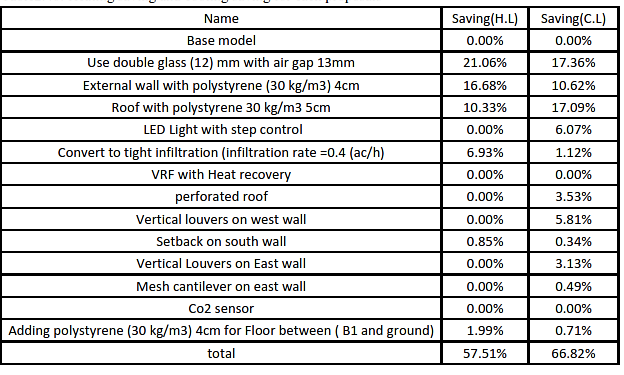 Name Saving(H.L) Saving(C.L)
Base model 0.00% 0.00%
Use double glass (12) mm with air gap 13mm 21.06% 17.36%
External wall with polystyrene (30 kg/m3) 4cm 16.68% 10.62%
Roof with polystyrene 30 kg/m3 5cm 10.33% 17.09%
LED Light with step control 0.00% 6.07%
Convert to tight infiltration (infiltration rate =0.4 (ac/h) 6.93% 1.12%
VRF with Heat recovery 0.00% 0.00%
perforated roof 0.00% 3.53%
Vertical louvers on west wall 0.00% 5.81%
Setback on south wall 0.85% 0.34%
Vertical Louvers on East wall 0.00% 3.13%
Mesh cantilever on east wall 0.00% 0.49%
Co2 sensor 0.00% 0.00%
Adding polystyrene (30 kg/m3) 4cm for Floor between ( B1 and ground) 1.99% 0.71%
total 57.51% 66.82%